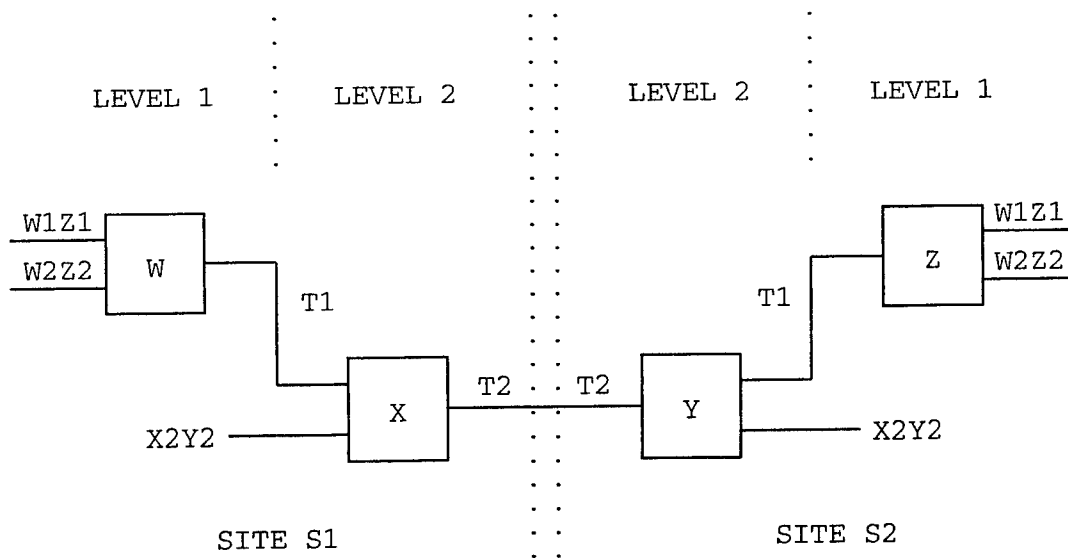 LEVEL 1 LEVEL 2 LEVEL 2 LEVEL 1
W1Z1 W1Z1
W2Z2 W Z W2Z2
T1 T1
T2 T2
X Y
X2Y2 X2Y2
SITE S1 SITE S2